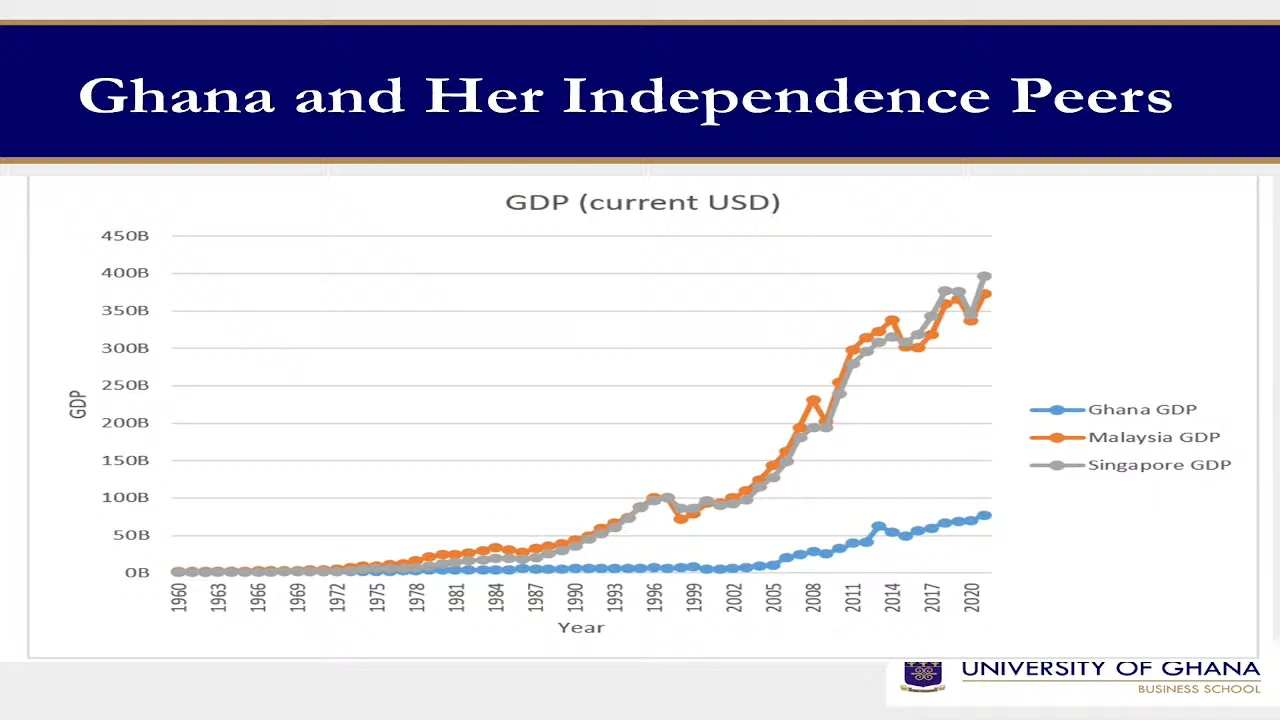 Ghana and Her Independence Peers
GDP (current USD)
450B
400B
350B
300B
250B
200B
150B
100B
50B
0B
GDP
1960 1963 1966 1969 1972 1975 1978 1981 1984 1987 1990 1993 1996 1999 2002 2005 2008 2011 2014 2017 2020
Year
Ghana GDP
Malaysia GDP
Singapore GDP
UNIVERSITY OF GHANA
BUSINESS SCHOOL